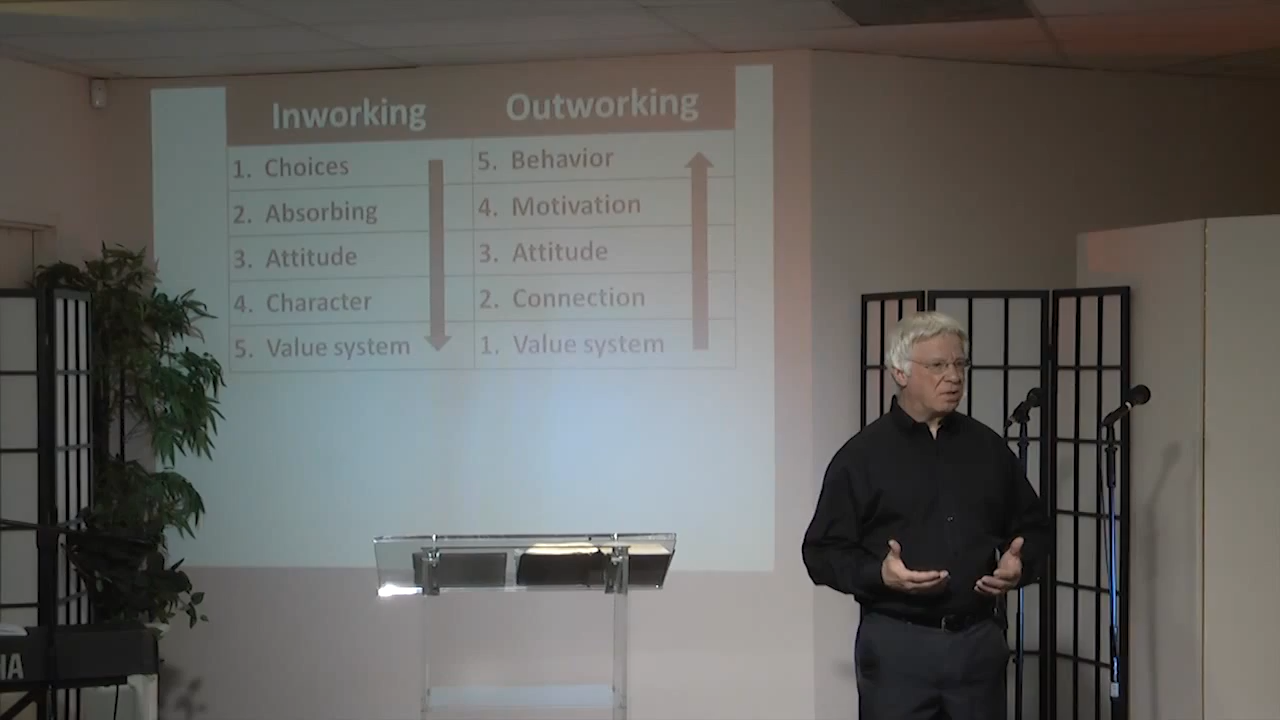 Inworking Outworking
1. Choices 5. Behavior
2. Absorbing 4. Motivation
3. Attitude 3. Attitude
4. Character 2. Connection
5. Value system 1. Value system
HA